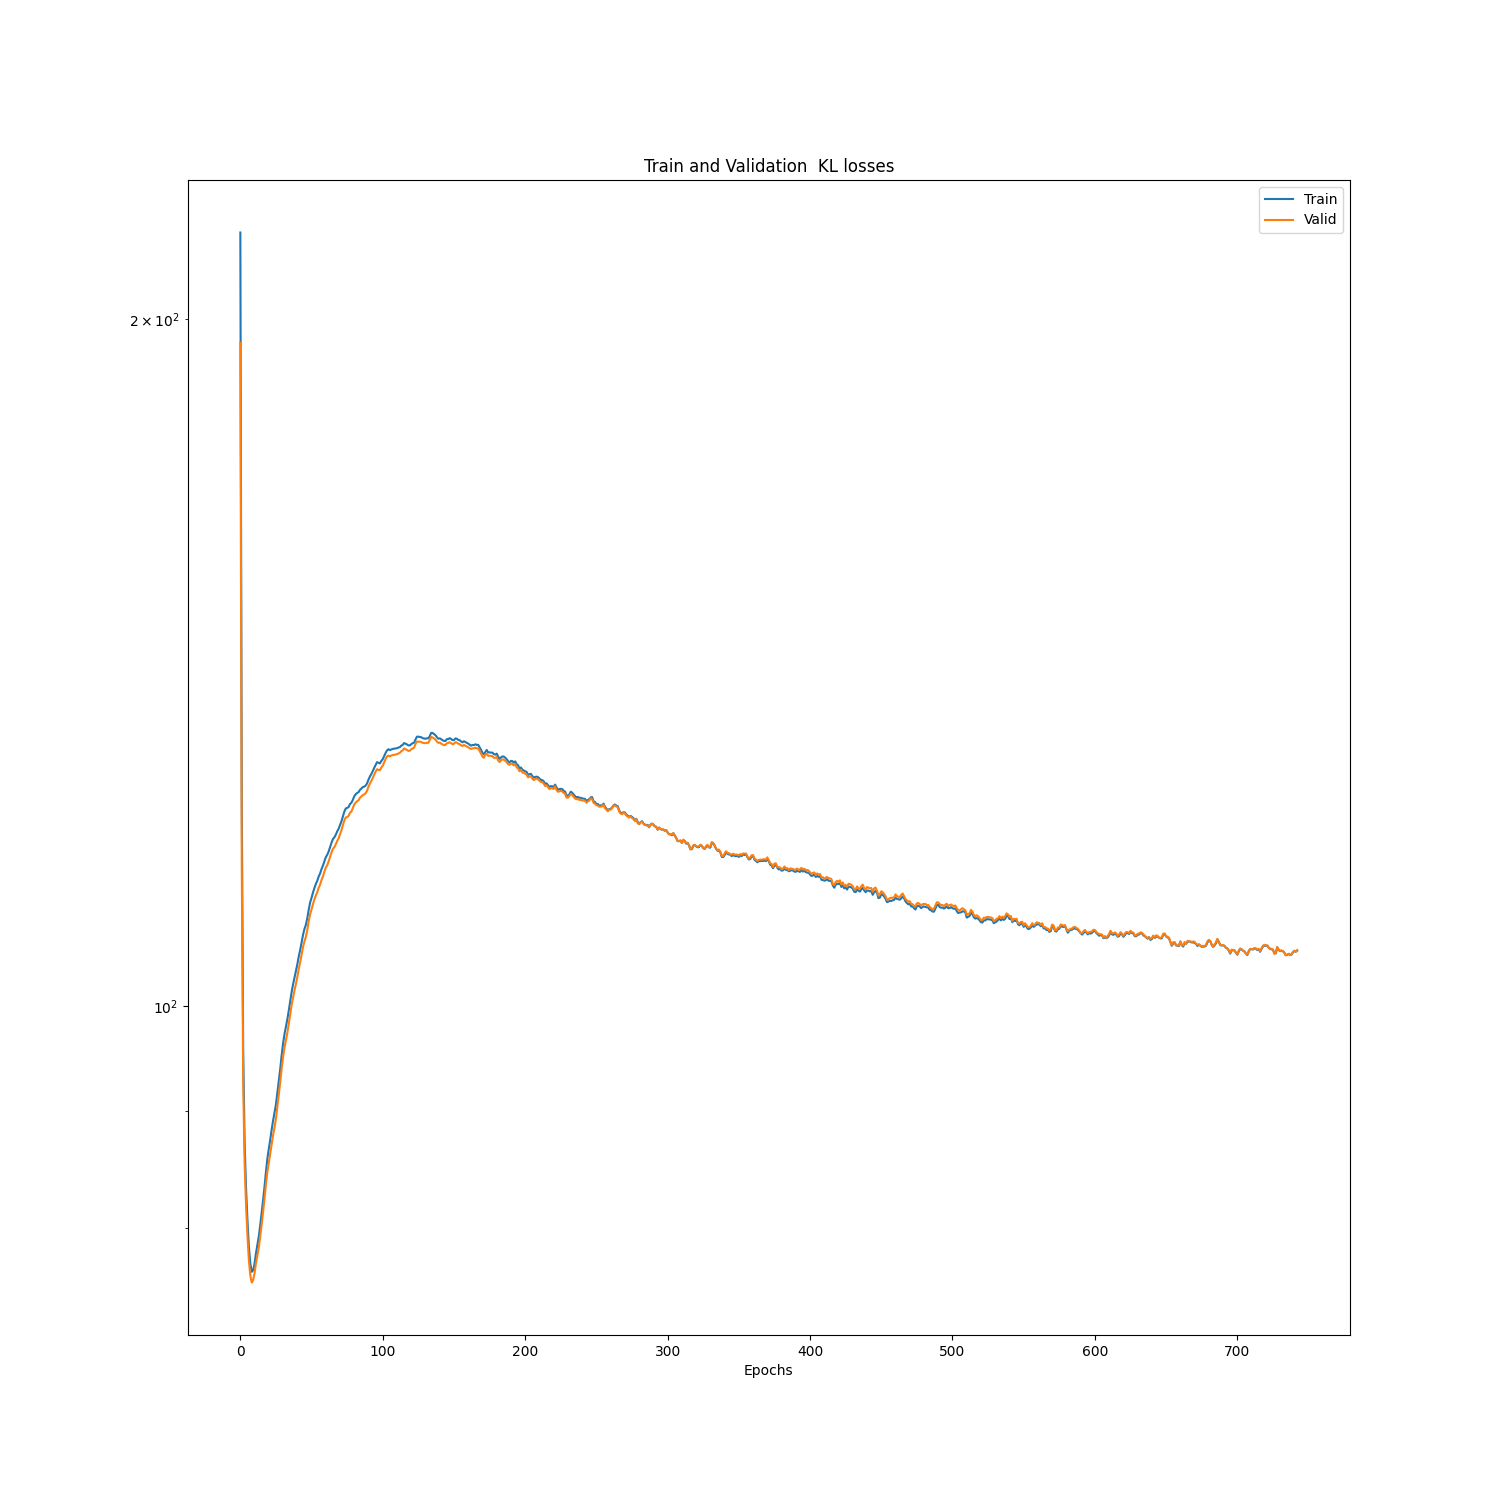 Train and Validation  KL losses
Train
Valid
2 × 10²
10²
0 100 200 300 400 500 600 700
Epochs